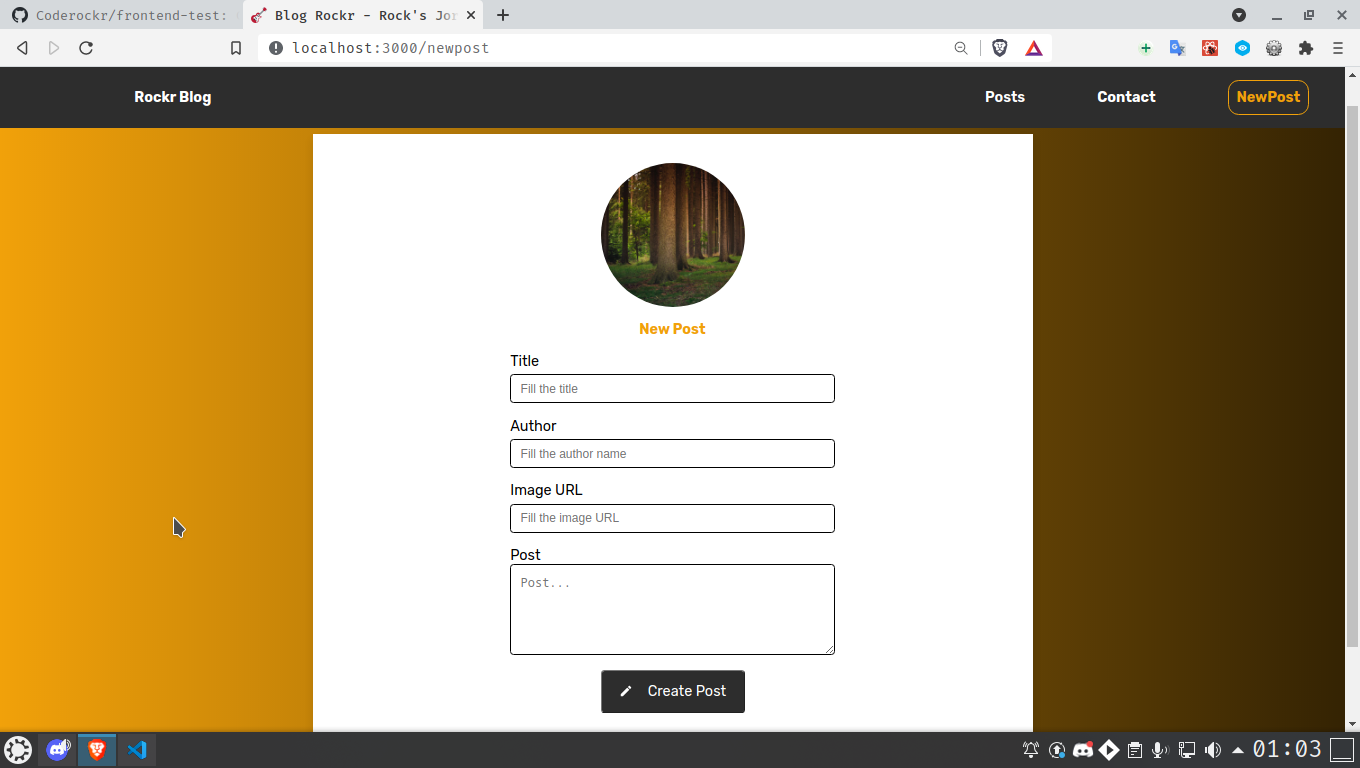 Coderockr/frontend-test:
Blog Rockr - Rock's Jor
localhost:3000/newpost
Rockr Blog
Posts
Contact
NewPost
New Post
Title
Fill the title
Author
Fill the author name
Image URL
Fill the image URL
Post
Post...
Create Post
01:03